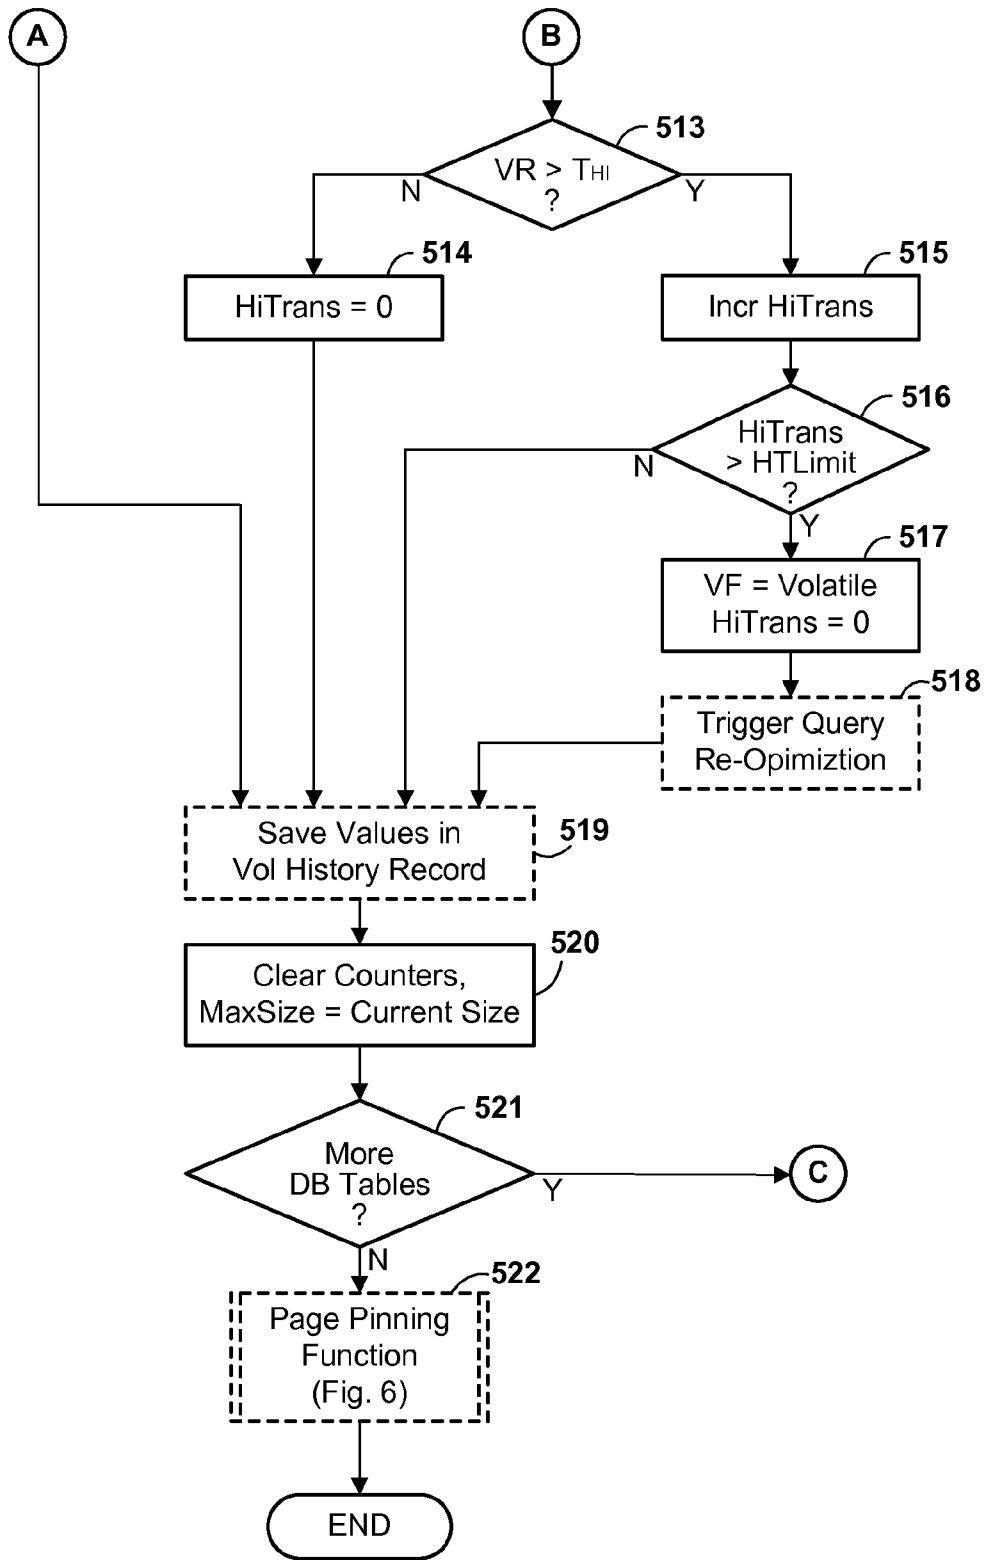 A
B
513
VR > THI
?
N
Y
514
515
HiTrans = 0
Incr HiTrans
516
HiTrans
> HTLimit
?
N
Y
517
VF = Volatile
HiTrans = 0
518
Trigger Query
Re-Opimiztion
Save Values in
Vol History Record
519
520
Clear Counters,
MaxSize = Current Size
521
More
DB Tables
?
Y
C
N
522
Page Pinning
Function
(Fig. 6)
END